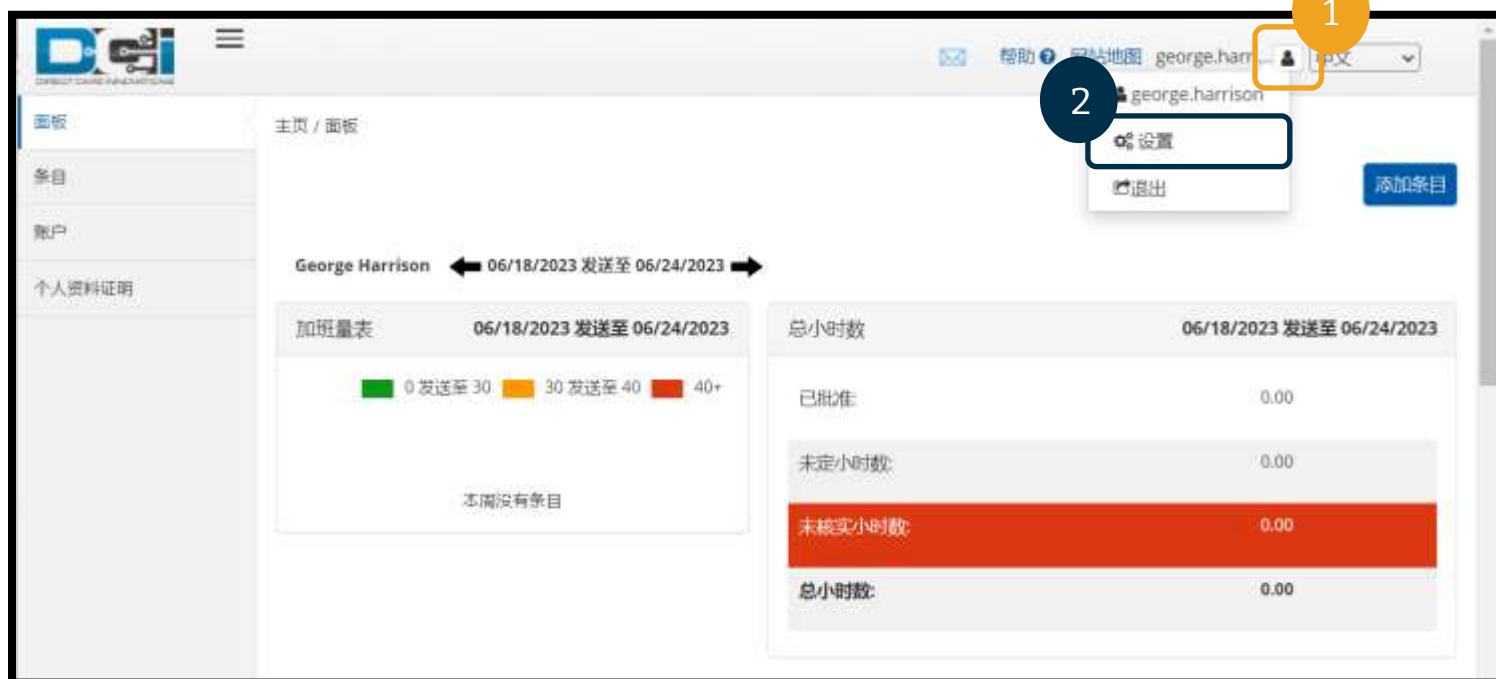 1
DCi
DIRECT CARE INNOVATIONS
帮助 网站地图 george.harr... 中文
2
george.harrison
设置
退出
面板
条目
账户
个人资料证明
主页 / 面板
添加条目
George Harrison 06/18/2023 发送至 06/24/2023
加班量表 06/18/2023 发送至 06/24/2023
0 发送至 30 30 发送至 40 40+
本周没有条目
总小时数 06/18/2023 发送至 06/24/2023
已批准: 0.00
未定小时数: 0.00
未核实小时数: 0.00
总小时数: 0.00